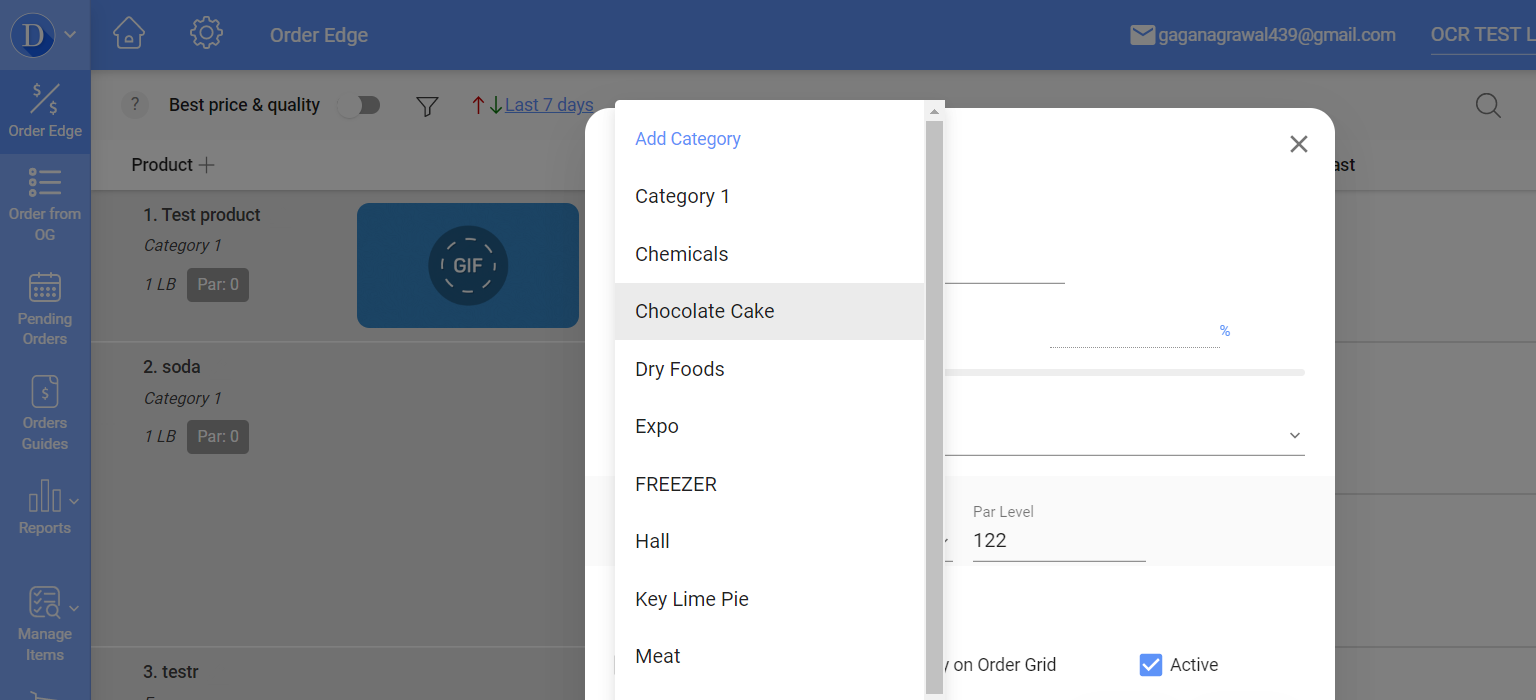 D
Order Edge
gaganagrawal439@gmail.com
OCR TEST L
$
$
Order Edge
Order from
OG
Pending
Orders
$
Orders
Guides
Reports
Manage
Items
?
Best price & quality
Last 7 days
Product
ast
1. Test product
Category 1
1 LB
Par: 0
GIF
2. soda
Category 1
1 LB
Par: 0
3. testr
Add Category
Category 1
Chemicals
Chocolate Cake
Dry Foods
Expo
FREEZER
Hall
Key Lime Pie
Meat
%
Par Level
122
y on Order Grid
Active